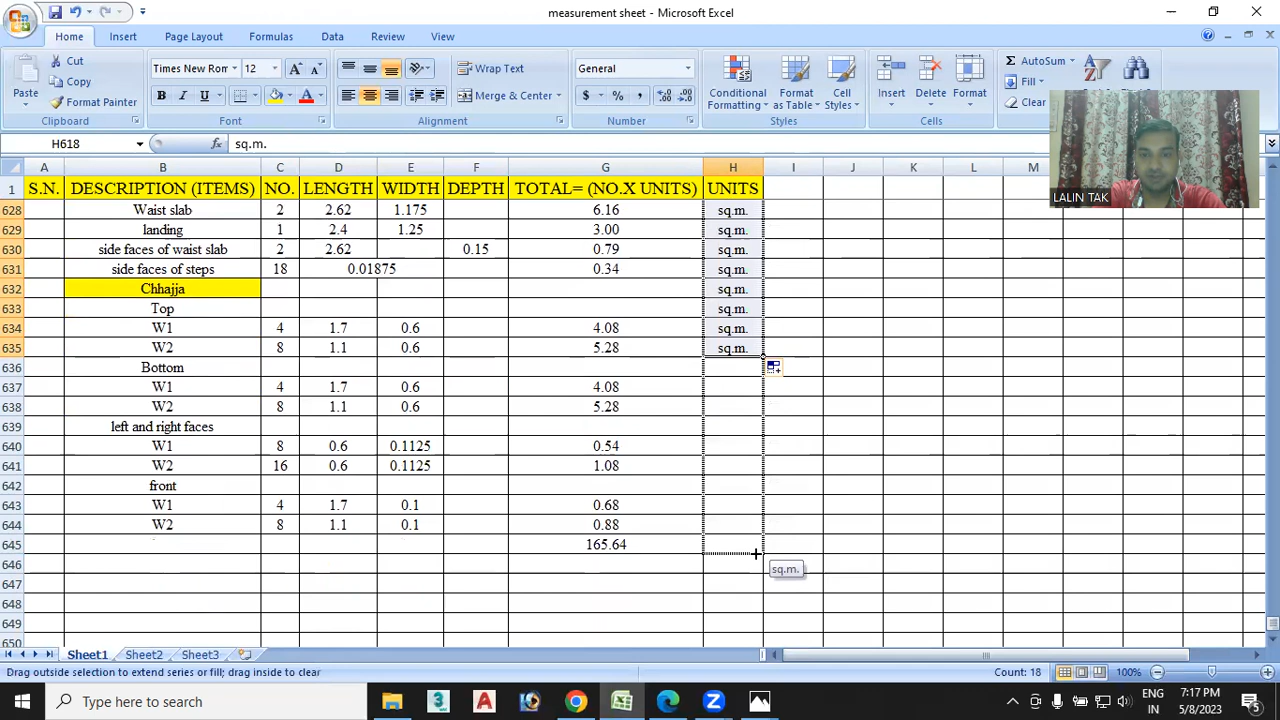 measurement sheet - Microsoft Excel
Home Insert Page Layout Formulas Data Review View
Paste Cut Copy Format Painter Clipboard
Times New Ron 12 B I U A Font
Wrap Text Merge & Center Alignment
General $ % , Number
Conditional Formatting Format as Table Cell Styles Styles
Insert Delete Format Cells
Σ AutoSum Fill Clear
H618 fx sq.m.
A B C D E F G H I J K L M
1 S.N. DESCRIPTION (ITEMS) NO. LENGTH WIDTH DEPTH TOTAL= (NO.X UNITS) UNITS
LALIN TAK
628 Waist slab 2 2.62 1.175 6.16 sq.m.
629 landing 1 2.4 1.25 3.00 sq.m.
630 side faces of waist slab 2 2.62 0.15 0.79 sq.m.
631 side faces of steps 18 0.01875 0.34 sq.m.
632 Chhajja sq.m.
633 Top sq.m.
634 W1 4 1.7 0.6 4.08 sq.m.
635 W2 8 1.1 0.6 5.28 sq.m.
636 Bottom
637 W1 4 1.7 0.6 4.08
638 W2 8 1.1 0.6 5.28
639 left and right faces
640 W1 8 0.6 0.1125 0.54
641 W2 16 0.6 0.1125 1.08
642 front
643 W1 4 1.7 0.1 0.68
644 W2 8 1.1 0.1 0.88
645 165.64
646 sq.m.
647
648
649
650
Sheet1 Sheet2 Sheet3
Drag outside selection to extend series or fill; drag inside to clear Count: 18 100%
Type here to search
ENG IN 7:17 PM 5/8/2023